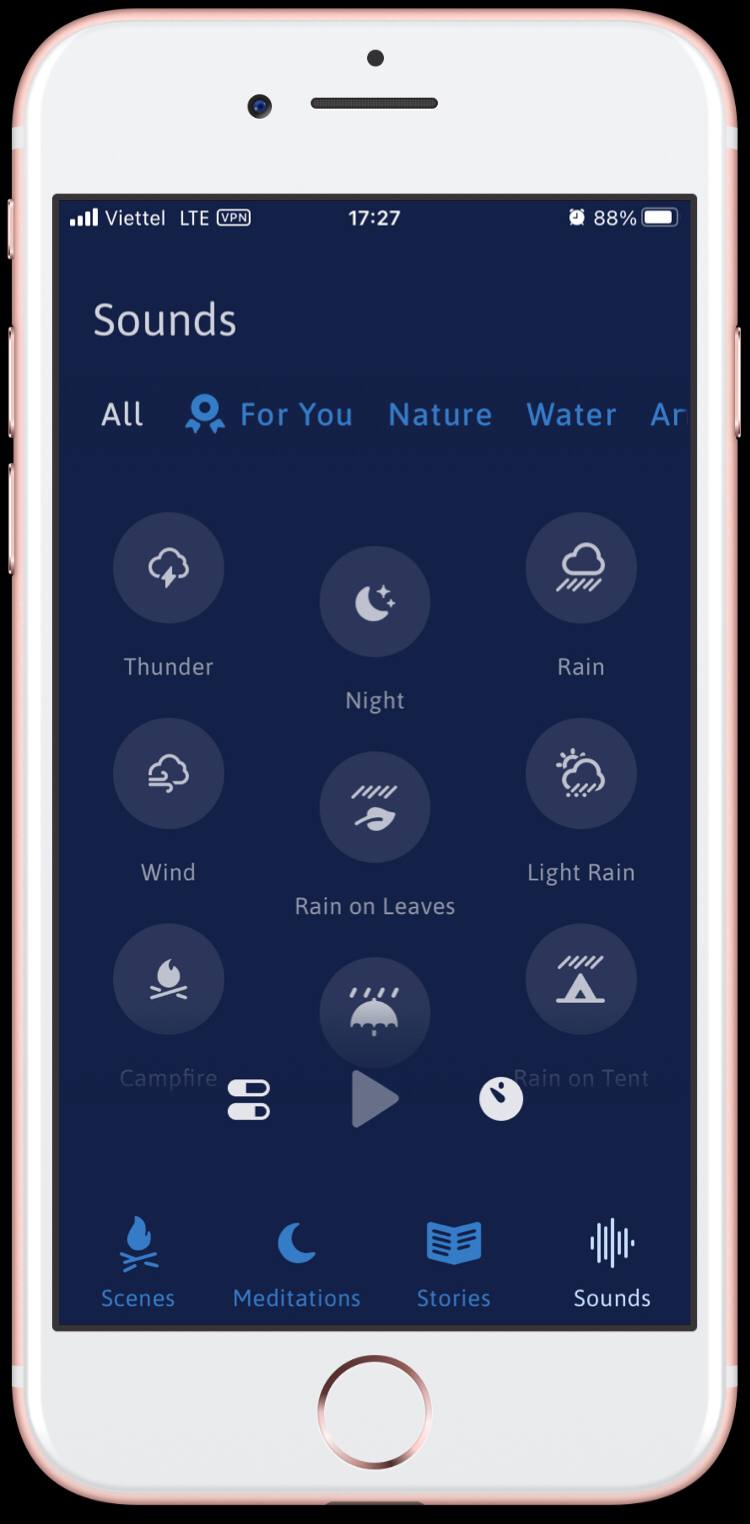 Viettel LTE VPN 17:27 88%
Sounds
All For You Nature Water
Thunder Rain
Night
Wind Light Rain
Rain on Leaves
Campfire Rain on Tent
Scenes Meditations Stories Sounds